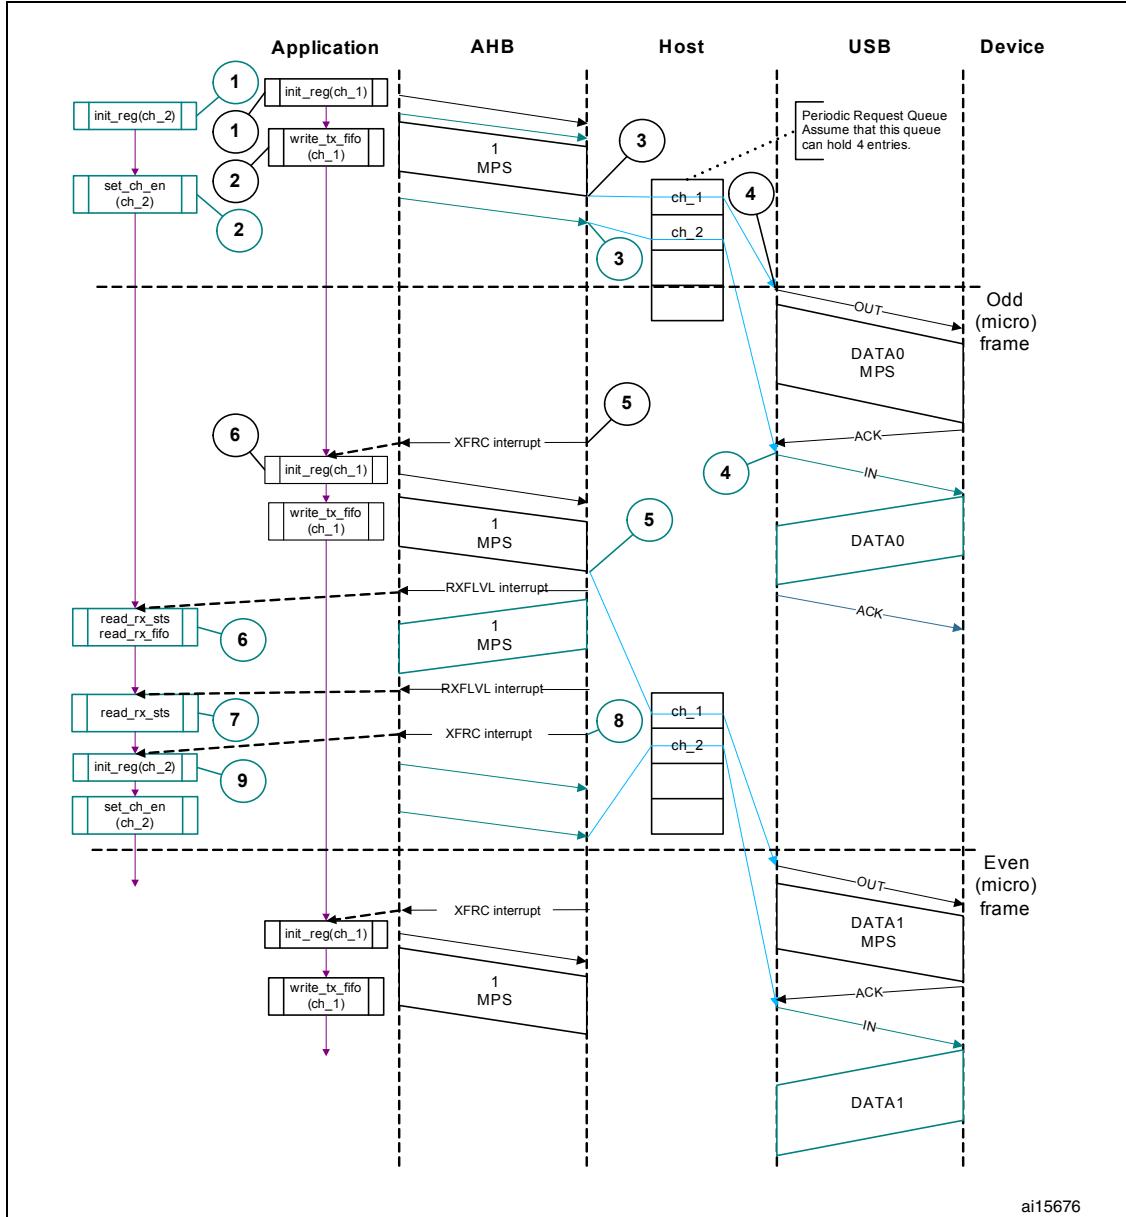 Application
AHB
Host
USB
Device
1
init_reg(ch_2)
init_reg(ch_1)
1
write_tx_fifo
(ch_1)
2
set_ch_en
(ch_2)
2
1
MPS
3
3
Periodic Request Queue
Assume that this queue
can hold 4 entries.
ch_1
ch_2
4
Odd
(micro)
frame
OUT
DATA0
MPS
ACK
5
XFRC interrupt
6
init_reg(ch_1)
write_tx_fifo
(ch_1)
1
MPS
4
IN
DATA0
ACK
5
RXFLVL interrupt
read_rx_sts
read_rx_fifo
6
1
MPS
RXFLVL interrupt
read_rx_sts
7
XFRC interrupt
8
init_reg(ch_2)
9
set_ch_en
(ch_2)
ch_1
ch_2
Even
(micro)
frame
OUT
DATA1
MPS
ACK
XFRC interrupt
init_reg(ch_1)
write_tx_fifo
(ch_1)
1
MPS
IN
DATA1
ai15676